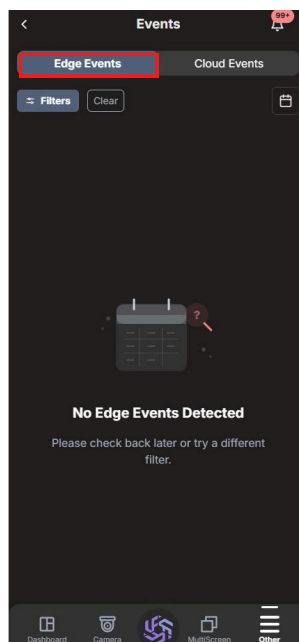 Events
99+
Edge Events
Cloud Events
Filters
Clear
?
No Edge Events Detected
Please check back later or try a different
filter.
Dashboard
Camera
MultiScreen
Other